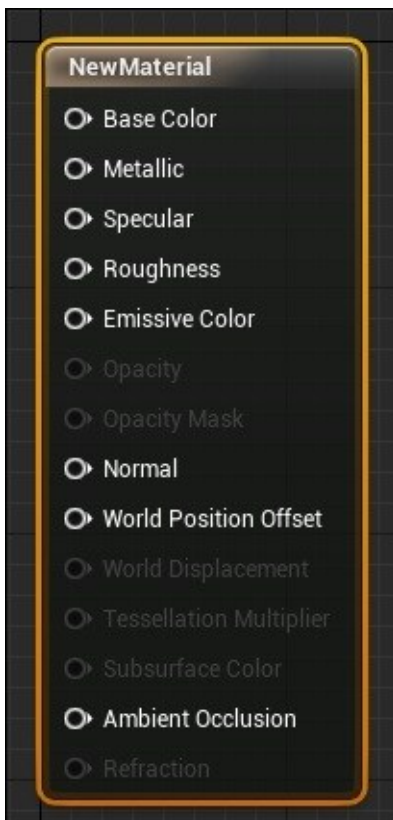 NewMaterial
Base Color
Metallic
Specular
Roughness
Emissive Color
Opacity
Opacity Mask
Normal
World Position Offset
World Displacement
Tessellation Multiplier
Subsurface Color
Ambient Occlusion
Refraction